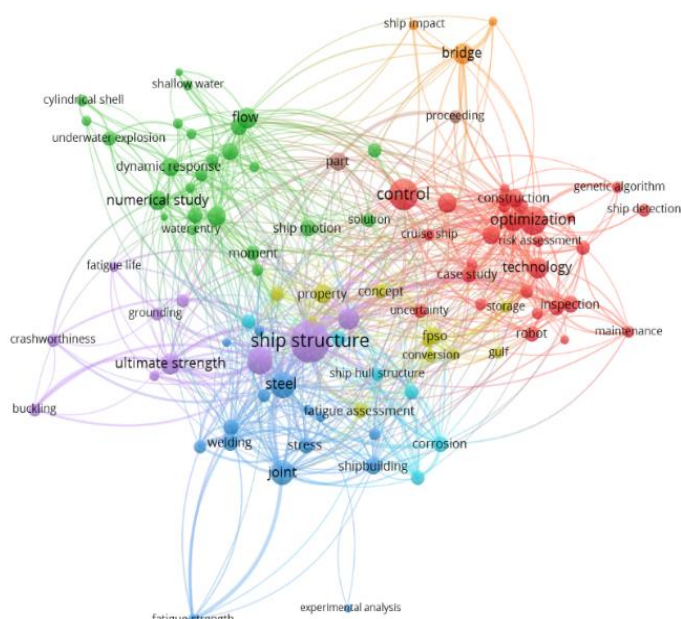 ship impact
bridge
shallow water
cylindrical shell
flow
proceeding
underwater explosion
part
dynamic response
control
construction
genetic algorithm
numerical study
optimization
ship detection
solution
water entry
ship motion
cruise ship
risk assessment
moment
fatigue life
case study
technology
property
concept
grounding
uncertainty
storage
inspection
crashworthiness
ship structure
fpso
robot
maintenance
conversion
gulf
ultimate strength
ship hull structure
steel
buckling
fatigue assessment
welding
stress
corrosion
joint
shipbuilding
experimental analysis
fatigue strength